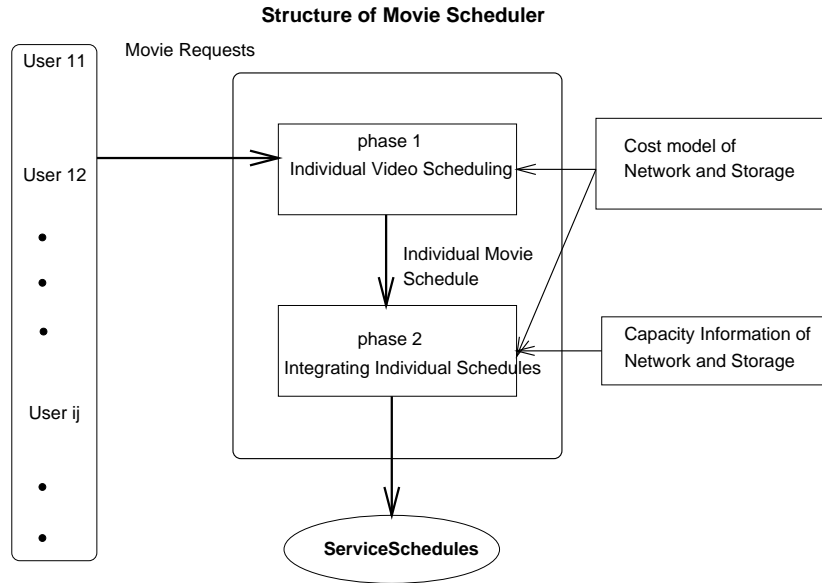 Structure of Movie Scheduler
Movie Requests
User 11
User 12
User ij
phase 1
Individual Video Scheduling
Individual Movie
Schedule
phase 2
Integrating Individual Schedules
ServiceSchedules
Cost model of
Network and Storage
Capacity Information of
Network and Storage